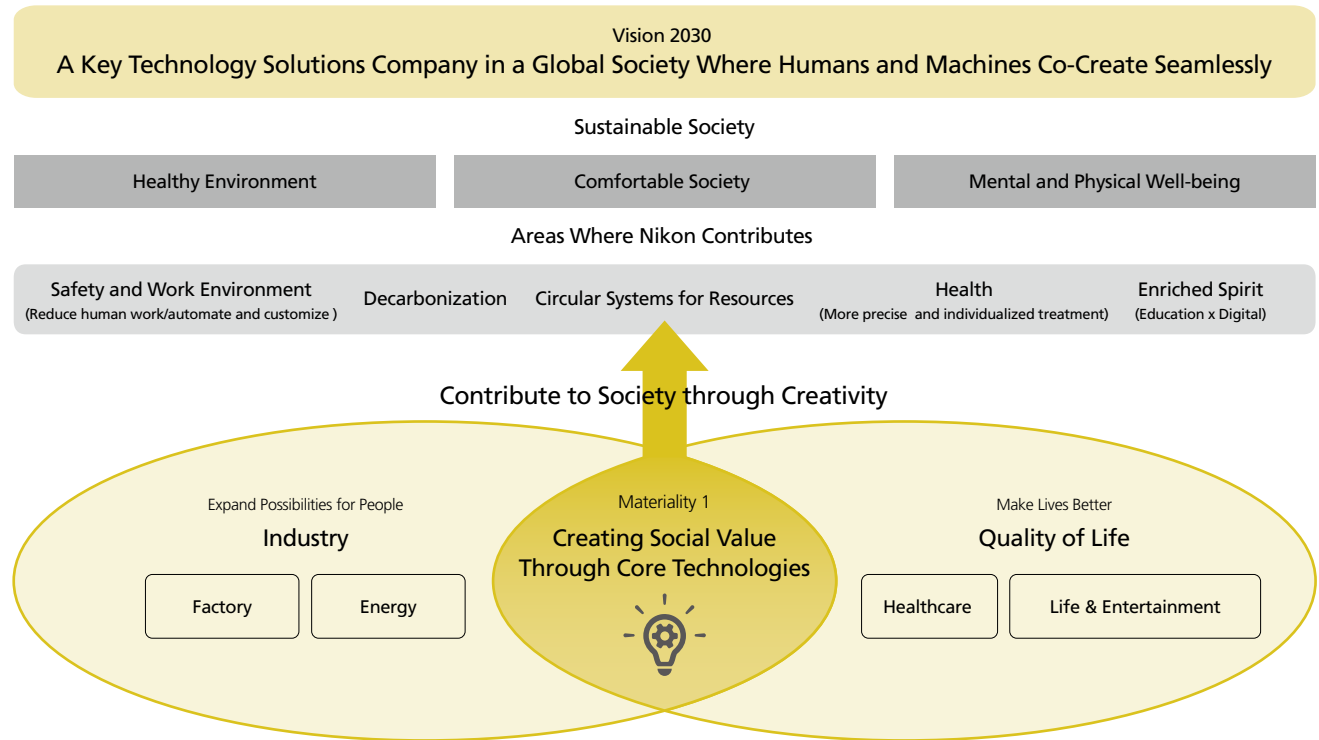 Vision 2030
A Key Technology Solutions Company in a Global Society Where Humans and Machines Co-Create Seamlessly
Sustainable Society
Healthy Environment
Comfortable Society
Mental and Physical Well-being
Areas Where Nikon Contributes
Safety and Work Environment
(Reduce human work/automate and customize )
Decarbonization
Circular Systems for Resources
Health
(More precise and individualized treatment)
Enriched Spirit
(Education x Digital)
Contribute to Society through Creativity
Expand Possibilities for People
Industry
Factory
Energy
Materiality 1
Creating Social Value
Through Core Technologies
Make Lives Better
Quality of Life
Healthcare
Life & Entertainment